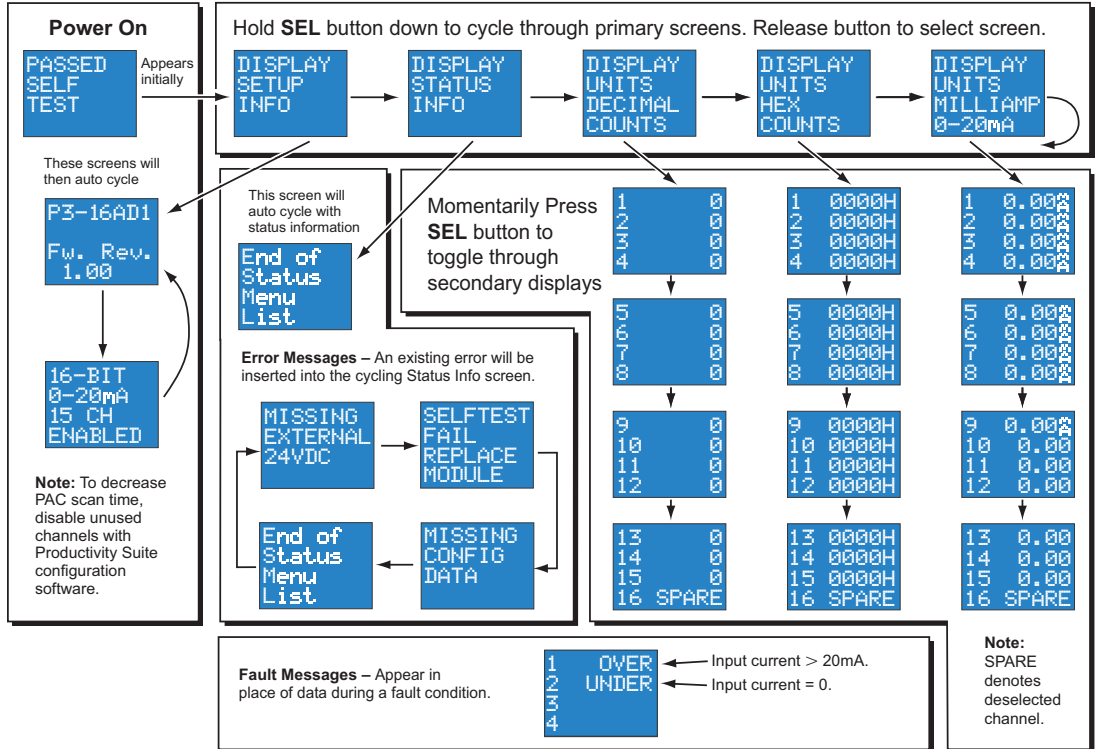 Power On
PASSED
SELF
TEST
Appears
initially
These screens will
then auto cycle
P3-16AD1
Fw. Rev.
1.00
16-BIT
0-20mA
15 CH
ENABLED
Note: To decrease
PAC scan time,
disable unused
channels with
Productivity Suite
configuration
software.
Hold SEL button down to cycle through primary screens. Release button to select screen.
DISPLAY
SETUP
INFO
DISPLAY
STATUS
INFO
DISPLAY
UNITS
DECIMAL
COUNTS
DISPLAY
UNITS
HEX
COUNTS
DISPLAY
UNITS
MILLIAMP
0-20mA
This screen will
auto cycle with
status information
End of
Status
Menu
List
Error Messages – An existing error will be
inserted into the cycling Status Info screen.
MISSING
EXTERNAL
24VDC
SELFTEST
FAIL
REPLACE
MODULE
MISSING
CONFIG
DATA
End of
Status
Menu
List
Momentarily Press
SEL button to
toggle through
secondary displays
1 0
2 0
3 0
4 0
5 0
6 0
7 0
8 0
9 0
10 0
11 0
12 0
13 0
14 0
15 0
16 SPARE
1 0000H
2 0000H
3 0000H
4 0000H
5 0000H
6 0000H
7 0000H
8 0000H
9 0000H
10 0000H
11 0000H
12 0000H
13 0000H
14 0000H
15 0000H
16 SPARE
1 0.00mA
2 0.00mA
3 0.00mA
4 0.00mA
5 0.00mA
6 0.00mA
7 0.00mA
8 0.00mA
9 0.00mA
10 0.00
11 0.00
12 0.00
13 0.00
14 0.00
15 0.00
16 SPARE
Note:
SPARE
denotes
deselected
channel.
Fault Messages – Appear in
place of data during a fault condition.
1 OVER
2 UNDER
3
4
Input current > 20mA.
Input current = 0.